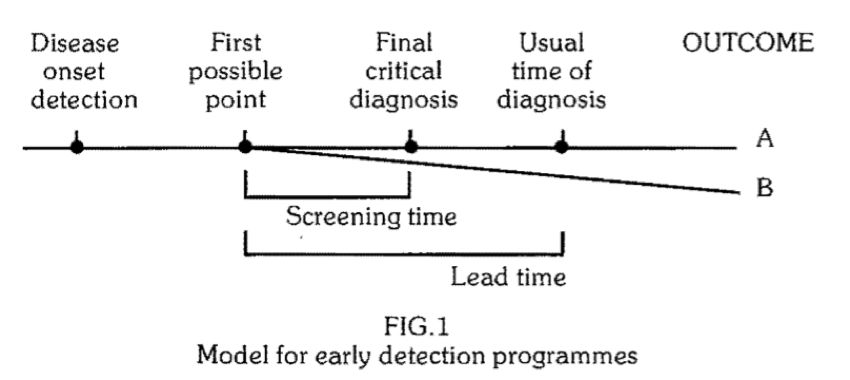 Disease
onset
detection
First
possible
point
Final
critical
diagnosis
Usual
time of
diagnosis
OUTCOME
A
B
Screening time
Lead time
FIG.1
Model for early detection programmes